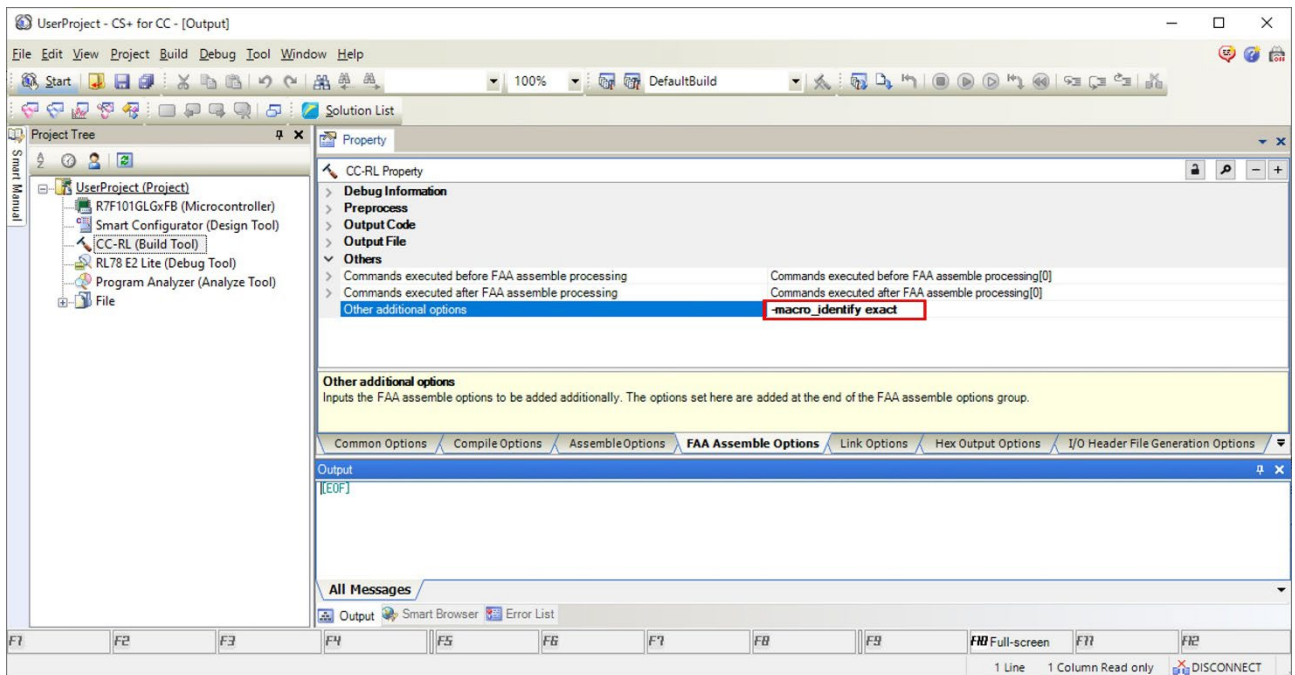 UserProject - CS+ for CC - [Output]
File Edit View Project Build Debug Tool Window Help
Start 100% DefaultBuild
Solution List
Smart Manual
Project Tree
UserProject (Project)
R7F101GLGxFB (Microcontroller)
Smart Configurator (Design Tool)
CC-RL (Build Tool)
RL78 E2 Lite (Debug Tool)
Program Analyzer (Analyze Tool)
File
Property
CC-RL Property
Debug Information
Preprocess
Output Code
Output File
Others
Commands executed before FAA assemble processing Commands executed before FAA assemble processing[0]
Commands executed after FAA assemble processing Commands executed after FAA assemble processing[0]
Other additional options -macro_identify exact
Other additional options
Inputs the FAA assemble options to be added additionally. The options set here are added at the end of the FAA assemble options group.
Common Options Compile Options Assemble Options FAA Assemble Options Link Options Hex Output Options I/O Header File Generation Options
Output
[EOF]
All Messages
Output Smart Browser Error List
F1 F2 F3 F4 F5 F6 F7 F8 F9 F10 Full-screen F11 F12
1 Line 1 Column Read only DISCONNECT